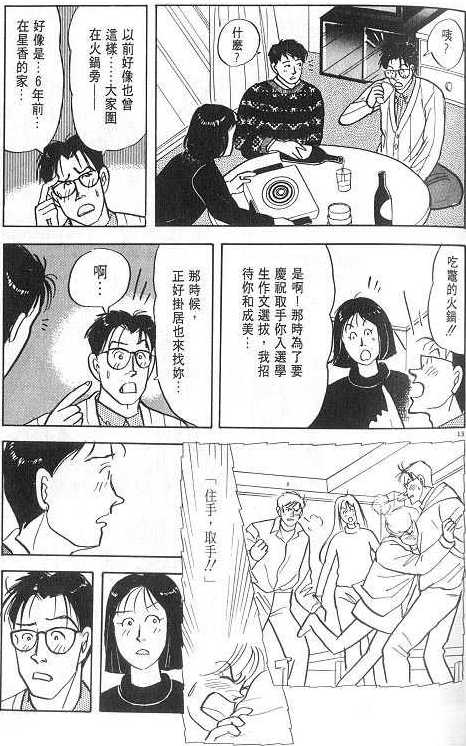 咦？
什麼？
以前好像也曾
這樣……大家圍
在火鍋旁——
好像是…6年前…
在星香的家…
吃鱉的火鍋!!
是啊！那時為了要
慶祝取手你入選學
生作文選拔，我招
待你和成美…
那時候，
正好掛居也來找妳…
啊…
13
「住手，取手!!」